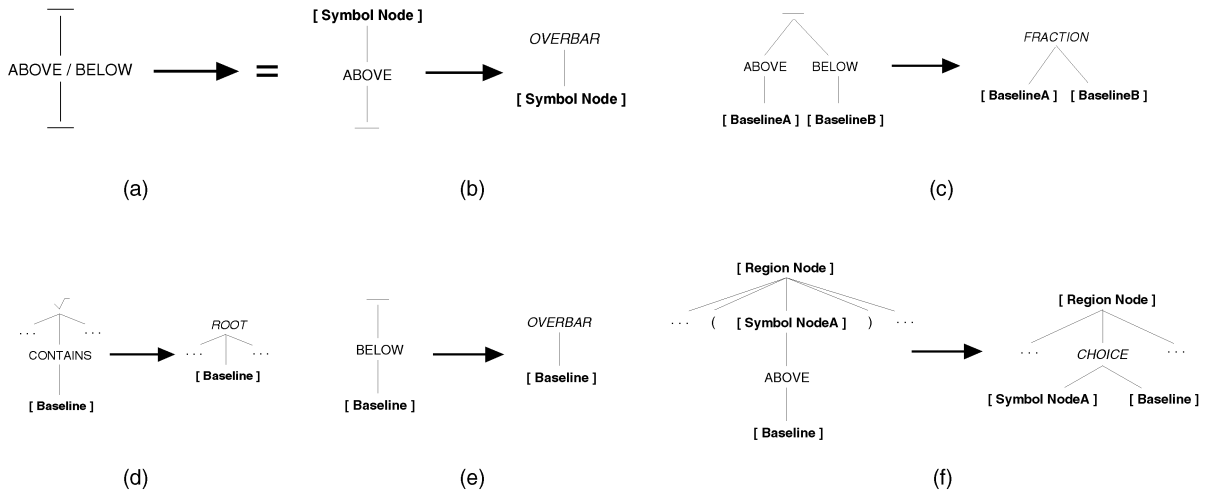 ABOVE / BELOW
=
(a)
[ Symbol Node ]
ABOVE
OVERBAR
[ Symbol Node ]
(b)
ABOVE BELOW
[ BaselineA ] [ BaselineB ]
FRACTION
[ BaselineA ] [ BaselineB ]
(c)
√
. . . . . .
CONTAINS
[ Baseline ]
ROOT
. . . . . .
[ Baseline ]
(d)
BELOW
[ Baseline ]
OVERBAR
[ Baseline ]
(e)
[ Region Node ]
. . . ( [ Symbol NodeA ] ) . . .
ABOVE
[ Baseline ]
[ Region Node ]
. . . CHOICE . . .
[ Symbol NodeA ] [ Baseline ]
(f)